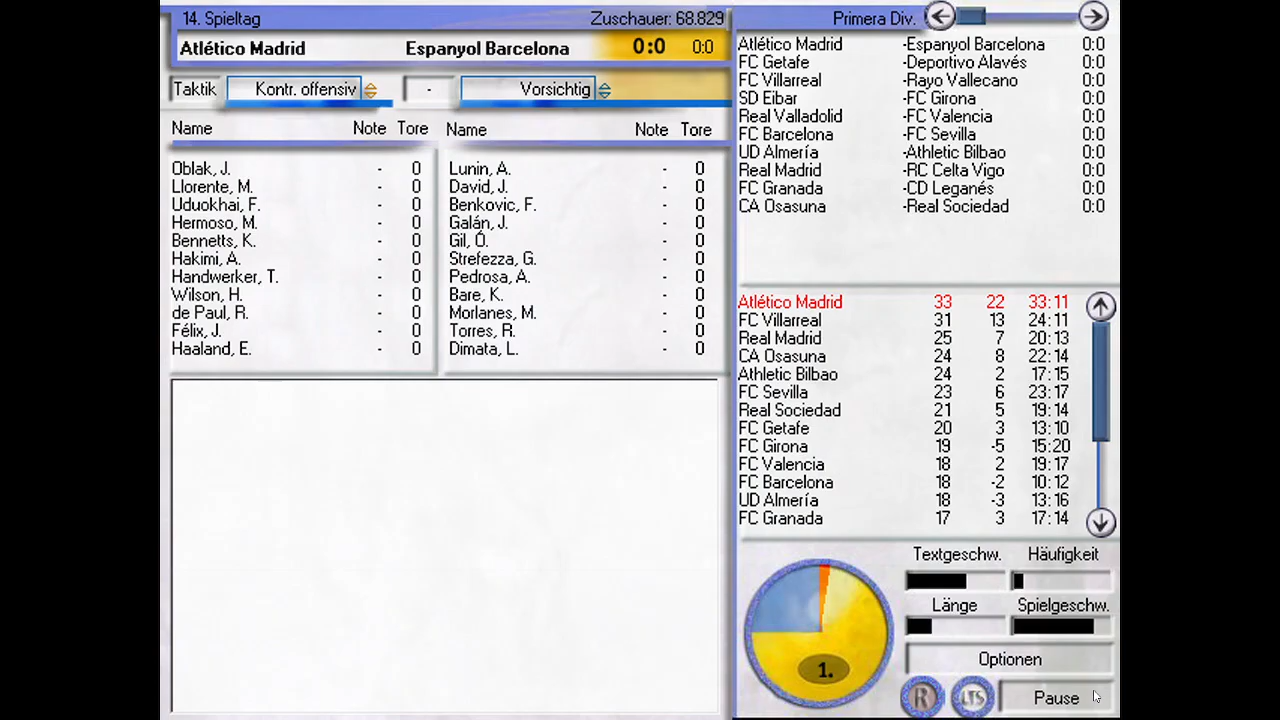 14. Spieltag Zuschauer: 68.829
Atlético Madrid Espanyol Barcelona 0:0 0:0
Taktik Kontr. offensiv - Vorsichtig
Name Note Tore Name Note Tore
Oblak, J. - 0 Lunin, A. - 0
Llorente, M. - 0 David, J. - 0
Uduokhai, F. - 0 Benkovic, F. - 0
Hermoso, M. - 0 Galán, J. - 0
Bennetts, K. - 0 Gil, Ó. - 0
Hakimi, A. - 0 Strefezza, G. - 0
Handwerker, T. - 0 Pedrosa, A. - 0
Wilson, H. - 0 Bare, K. - 0
de Paul, R. - 0 Morlanes, M. - 0
Félix, J. - 0 Torres, R. - 0
Haaland, E. - 0 Dimata, L. - 0
Primera Div.
Atlético Madrid -Espanyol Barcelona 0:0
FC Getafe -Deportivo Alavés 0:0
FC Villarreal -Rayo Vallecano 0:0
SD Eibar -FC Girona 0:0
Real Valladolid -FC Valencia 0:0
FC Barcelona -FC Sevilla 0:0
UD Almería -Athletic Bilbao 0:0
Real Madrid -RC Celta Vigo 0:0
FC Granada -CD Leganés 0:0
CA Osasuna -Real Sociedad 0:0
Atlético Madrid 33 22 33:11
FC Villarreal 31 13 24:11
Real Madrid 25 7 20:13
CA Osasuna 24 8 22:14
Athletic Bilbao 24 2 17:15
FC Sevilla 23 6 23:17
Real Sociedad 21 5 19:14
FC Getafe 20 3 13:10
FC Girona 19 -5 15:20
FC Valencia 18 2 19:17
FC Barcelona 18 -2 10:12
UD Almería 18 -3 13:16
FC Granada 17 3 17:14
Textgeschw. Häufigkeit
Länge Spielgeschw.
1.
Optionen
R LTS Pause